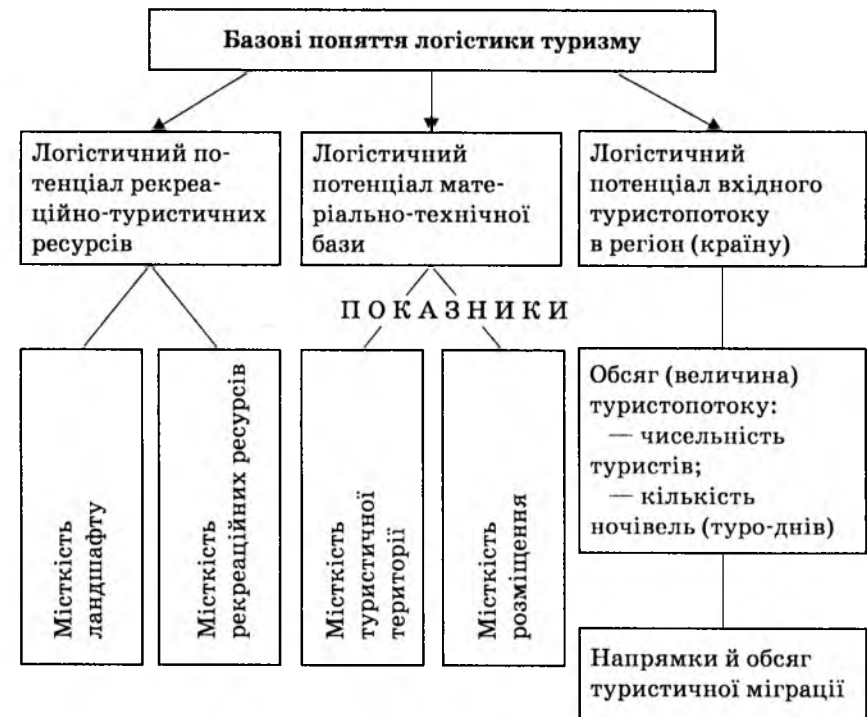 Базові поняття логістики туризму
Логістичний по-
тенціал рекреа-
ційно-туристичних
ресурсів
Логістичний
потенціал мате-
ріально-технічної
бази
Логістичний
потенціал вхідного
туристопотоку
в регіон (країну)
ПОКАЗНИКИ
Місткість
ландшафту
Місткість
рекреаційних ресурсів
Місткість
туристичної
території
Місткість
розміщення
Обсяг (величина)
туристопотоку:
— чисельність
туристів;
— кількість
ночівель (туро-днів)
Напрямки й обсяг
туристичної міграції